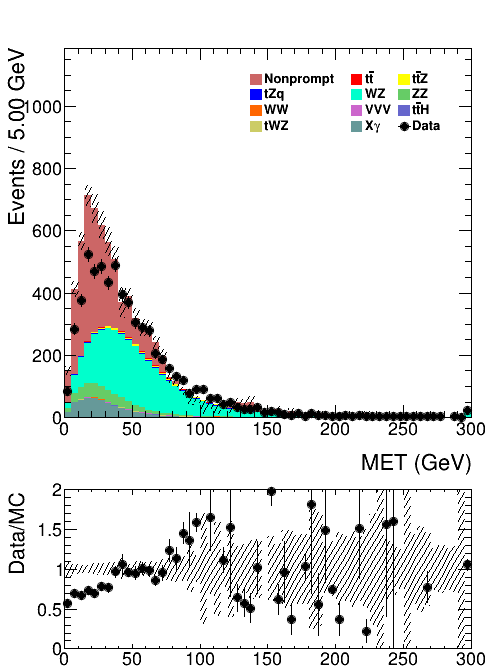 Events / 5.00 GeV
1000
800
600
400
200
0
Nonprompt tt̄ tt̄Z
tZq WZ ZZ
WW VVV tt̄H
tWZ Xγ Data
0 50 100 150 200 250 300
MET (GeV)
Data/MC
2
1.5
1
0.5
0
0 50 100 150 200 250 300